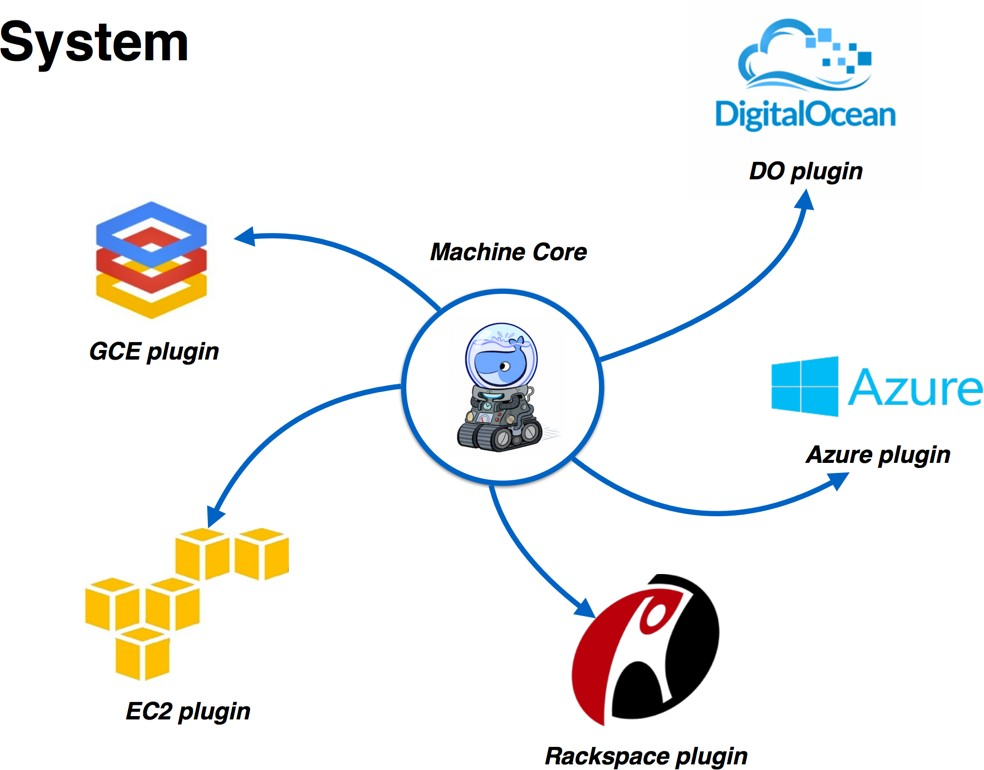 System
DigitalOcean
DO plugin
Machine Core
GCE plugin
Azure
Azure plugin
EC2 plugin
Rackspace plugin